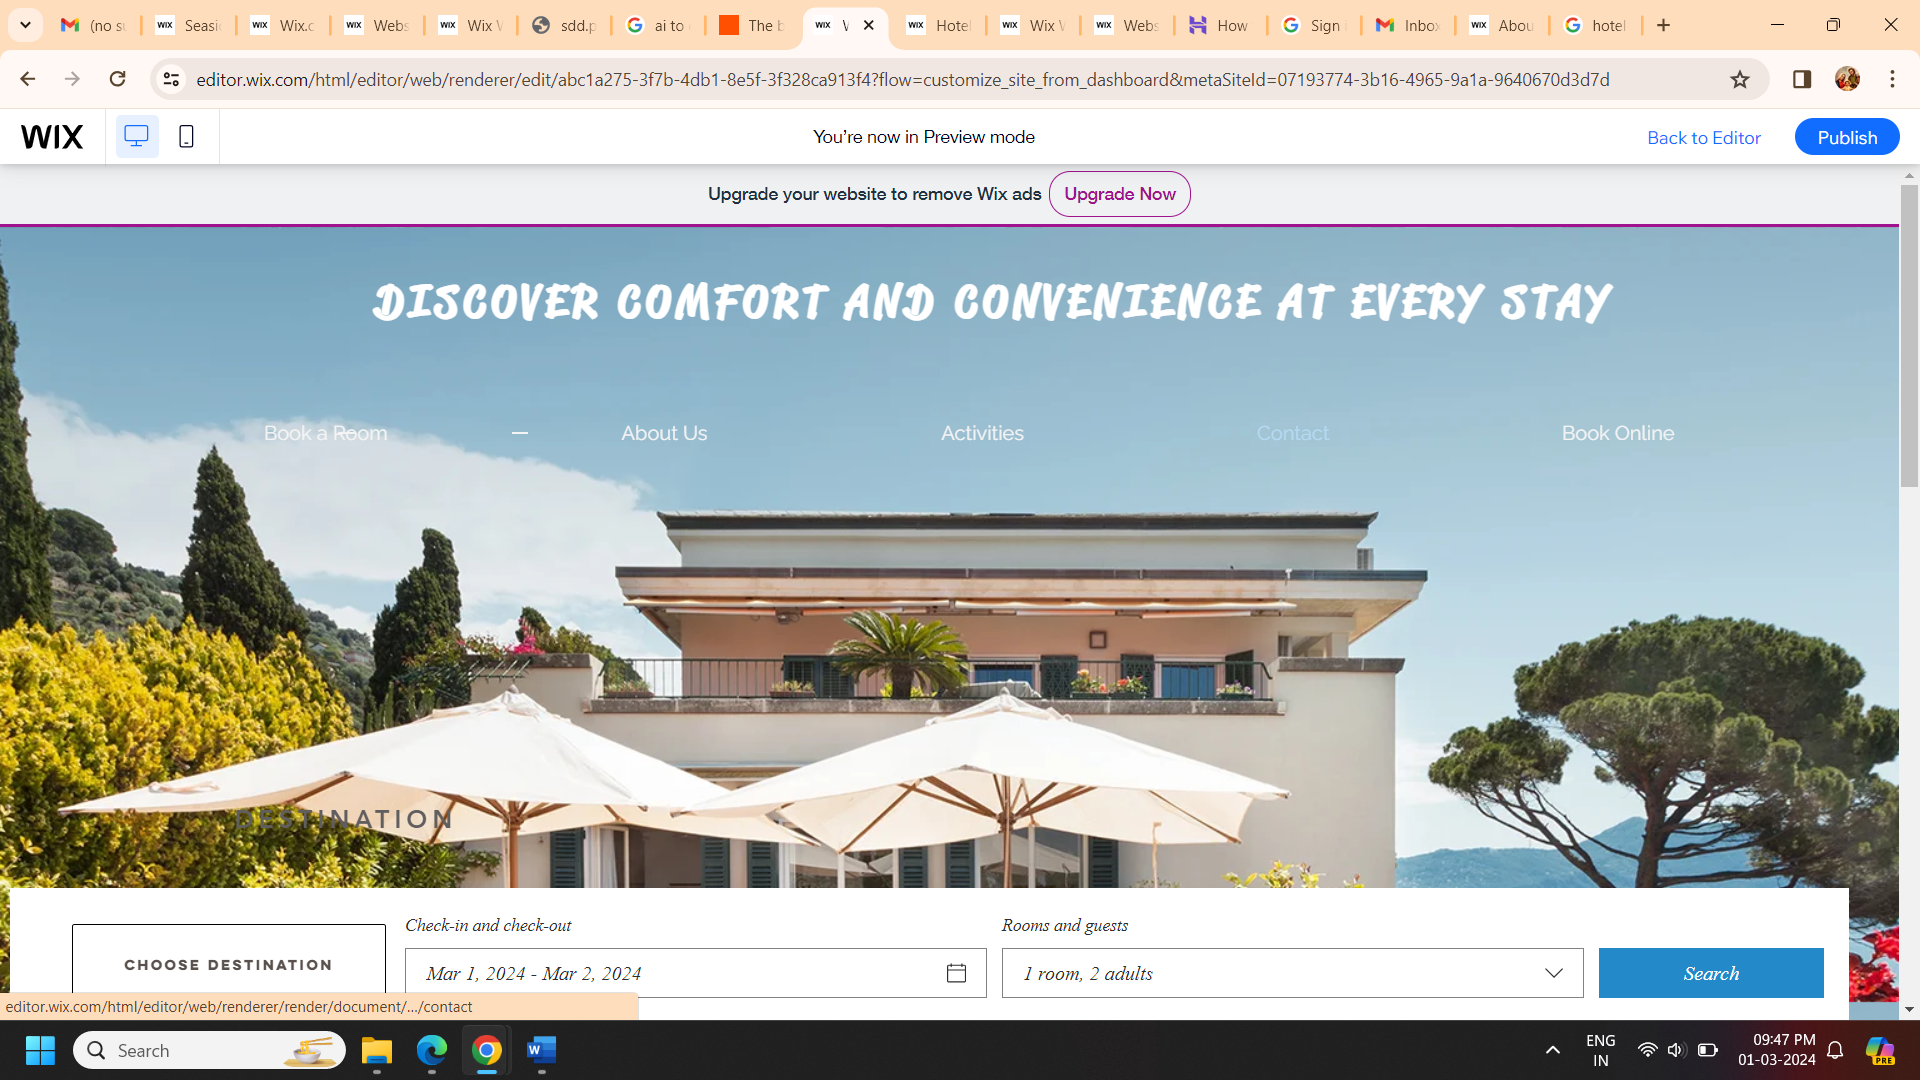 (no su
Seasi
Wix.c
Webs
Wix W
sdd.p
ai to
The b
W
Hotel
Wix W
Webs
How
Sign i
Inbox
Abou
hotel
editor.wix.com/html/editor/web/renderer/edit/abc1a275-3f7b-4db1-8e5f-3f328ca913f4?flow=customize_site_from_dashboard&metaSiteId=07193774-3b16-4965-9a1a-9640670d3d7d
WIX
You're now in Preview mode
Back to Editor
Publish
Upgrade your website to remove Wix ads
Upgrade Now
DISCOVER COMFORT AND CONVENIENCE AT EVERY STAY
Book a Room
About Us
Activities
Contact
Book Online
DESTINATION
CHOOSE DESTINATION
Check-in and check-out
Mar 1, 2024 - Mar 2, 2024
Rooms and guests
1 room, 2 adults
Search
editor.wix.com/html/editor/web/renderer/render/document/.../contact
Search
ENG
IN
09:47 PM
01-03-2024
PRE